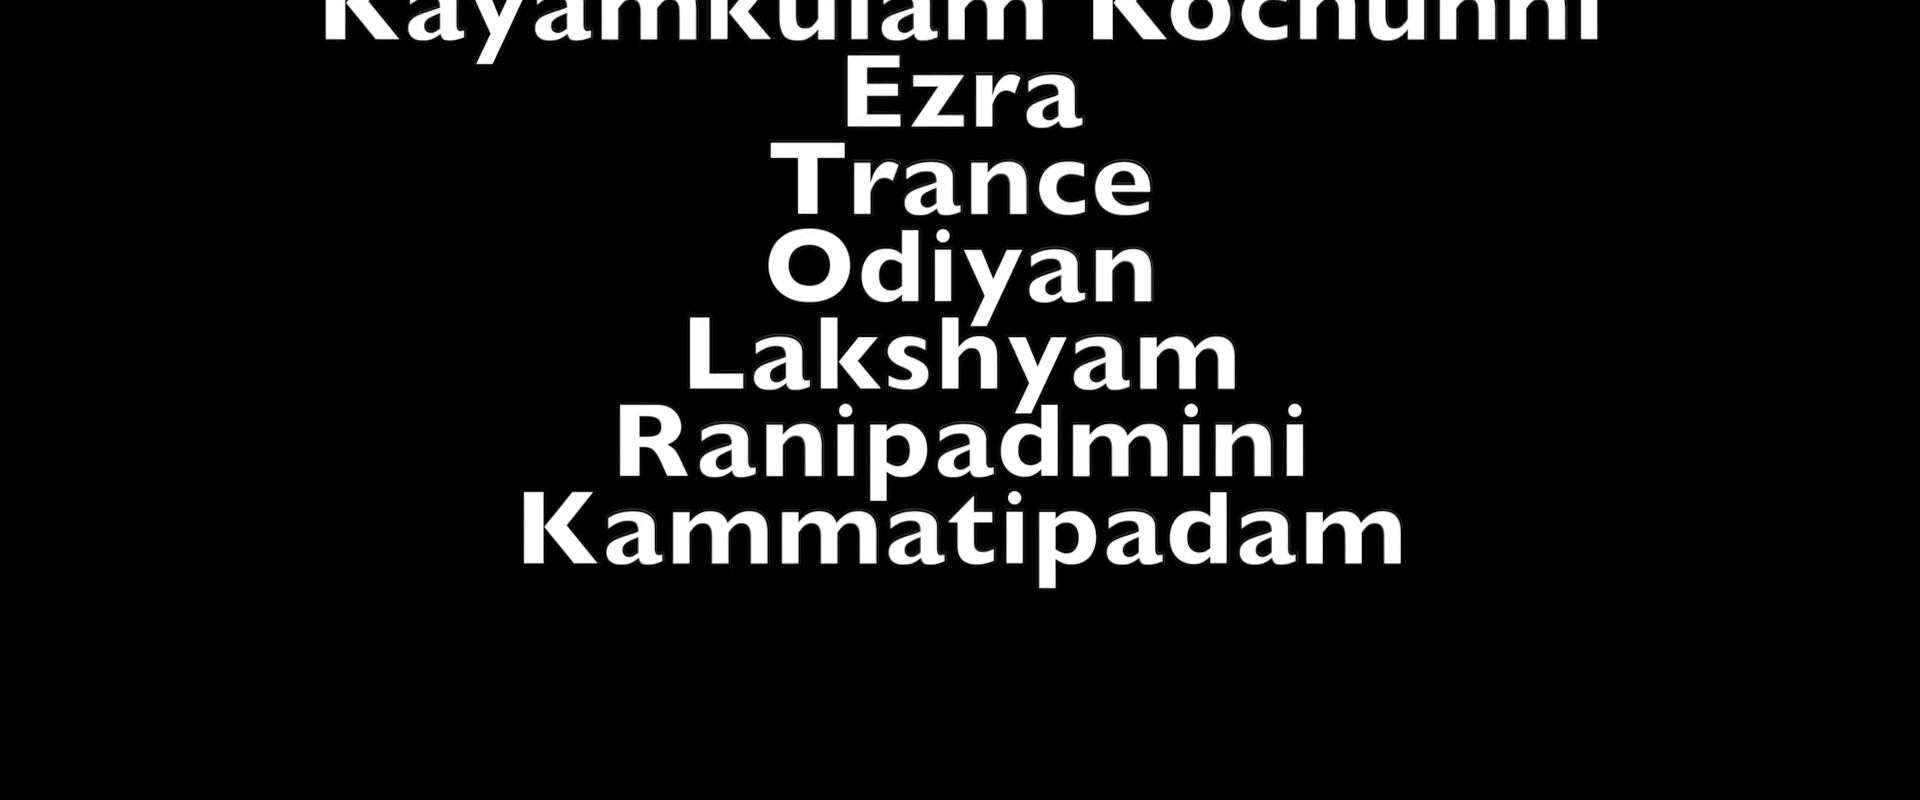 Kayamkulam Kochunni
Ezra
Trance
Odiyan
Lakshyam
Ranipadmini
Kammatipadam